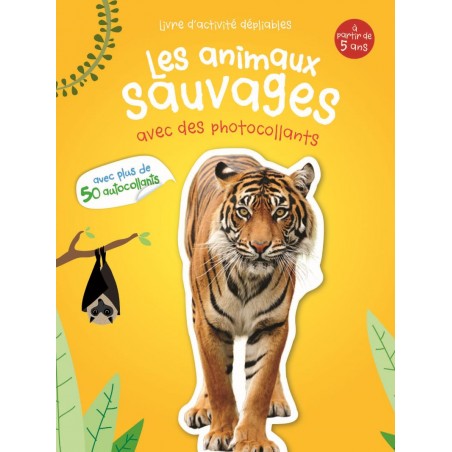 Livre d'activité dépliables
à
partir de
5 ans
Les animaux
sauvages
avec des photocollants
avec plus de
50 autocollants